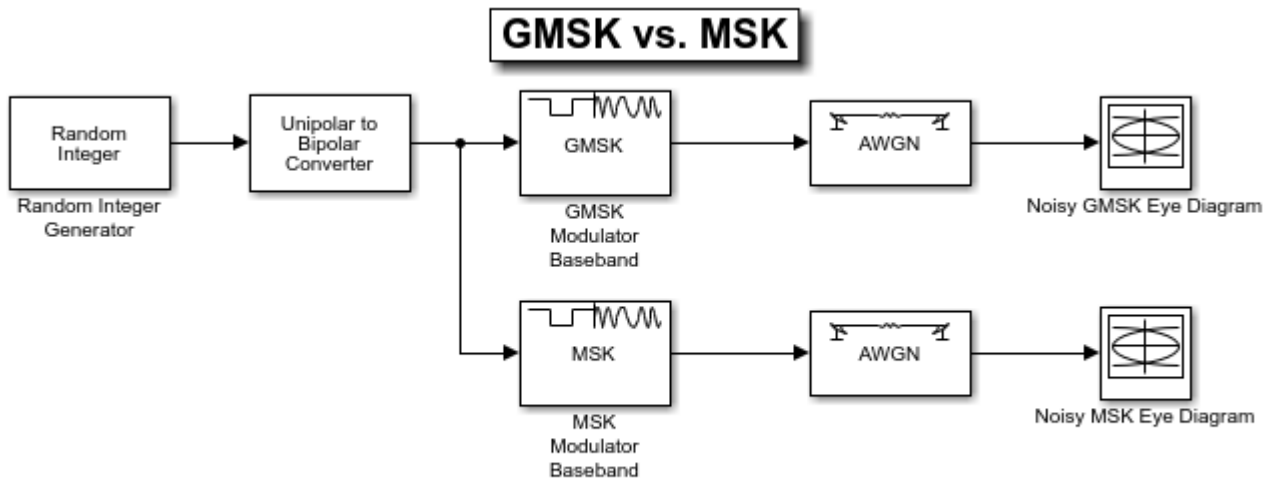 GMSK vs. MSK
Random
Integer
Random Integer
Generator
Unipolar to
Bipolar
Converter
GMSK
GMSK
Modulator
Baseband
AWGN
Noisy GMSK Eye Diagram
MSK
MSK
Modulator
Baseband
AWGN
Noisy MSK Eye Diagram